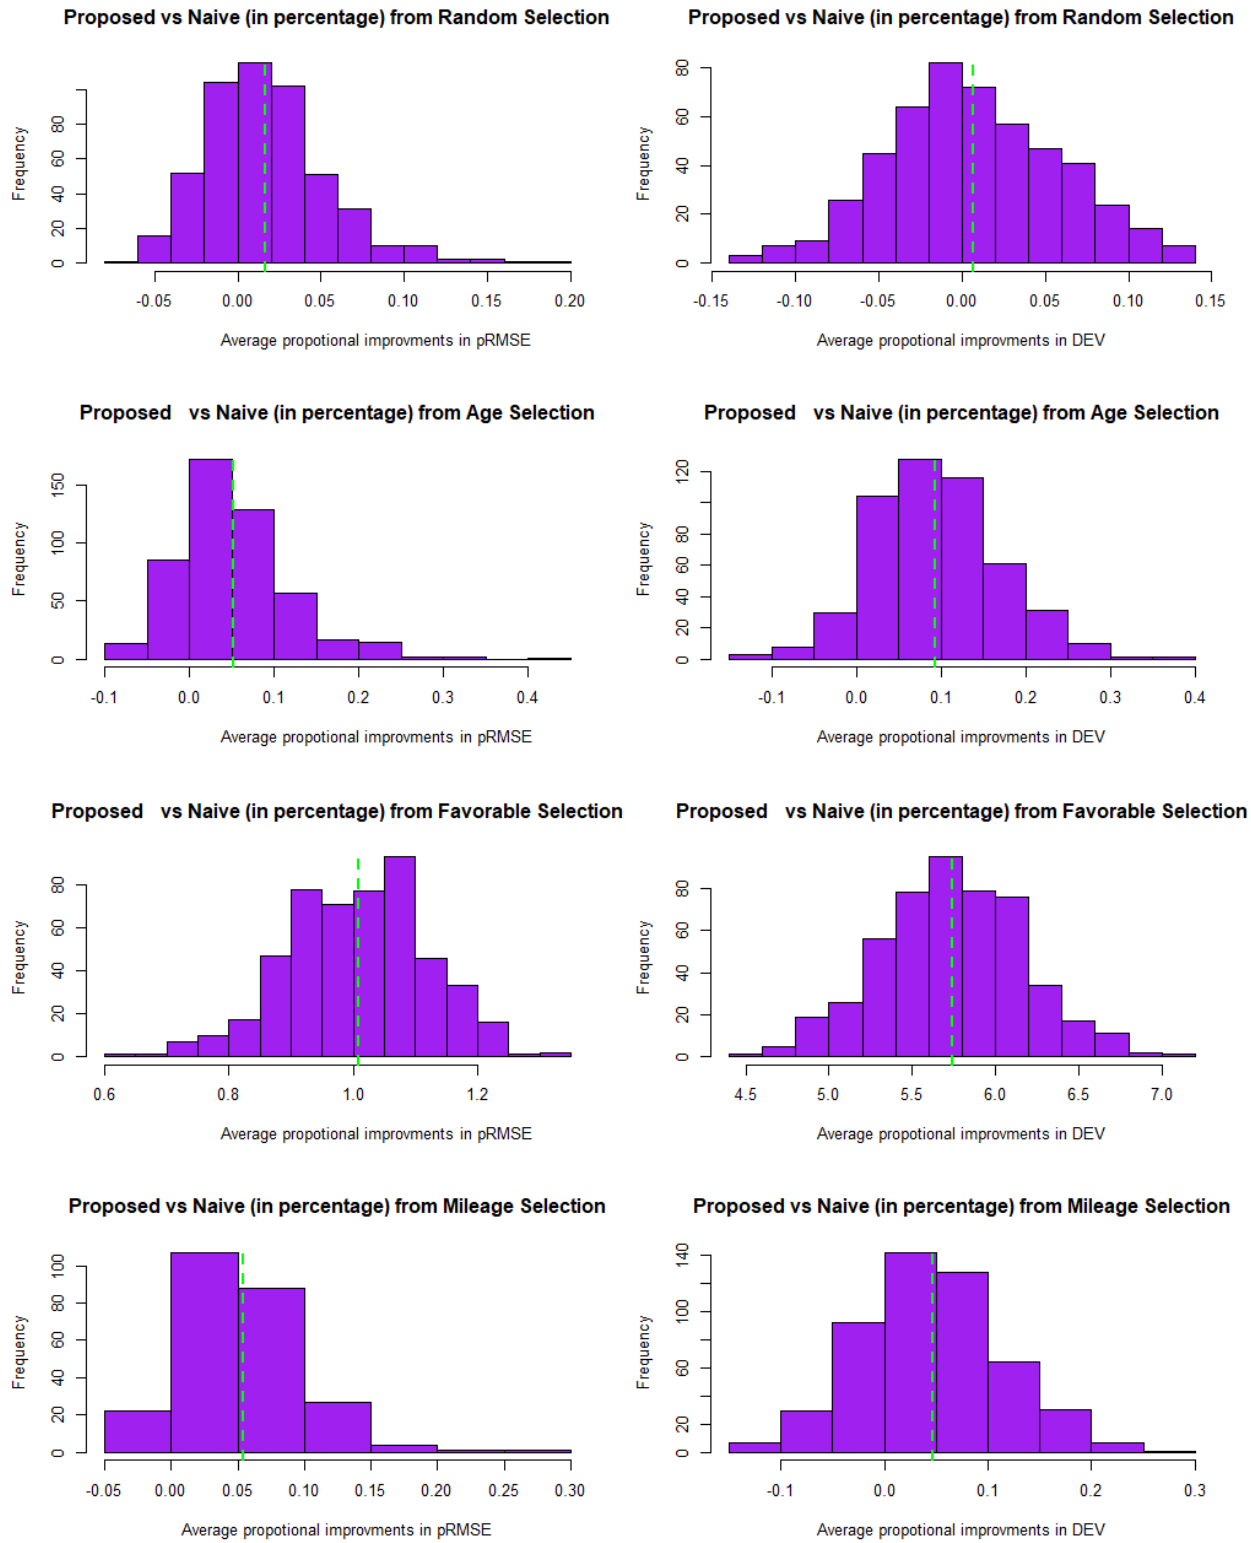 Proposed vs Naive (in percentage) from Random Selection
Frequency
0 20 40 60 80
-0.05 0.00 0.05 0.10 0.15 0.20
Average propotional improvments in pRMSE
Proposed vs Naive (in percentage) from Random Selection
Frequency
0 20 40 60 80
-0.15 -0.10 -0.05 0.00 0.05 0.10 0.15
Average propotional improvments in DEV
Proposed vs Naive (in percentage) from Age Selection
Frequency
0 50 100 150
-0.1 0.0 0.1 0.2 0.3 0.4
Average propotional improvments in pRMSE
Proposed vs Naive (in percentage) from Age Selection
Frequency
0 20 40 60 80 120
-0.1 0.0 0.1 0.2 0.3 0.4
Average propotional improvments in DEV
Proposed vs Naive (in percentage) from Favorable Selection
Frequency
0 20 40 60 80
0.6 0.8 1.0 1.2
Average propotional improvments in pRMSE
Proposed vs Naive (in percentage) from Favorable Selection
Frequency
0 20 40 60 80
4.5 5.0 5.5 6.0 6.5 7.0
Average propotional improvments in DEV
Proposed vs Naive (in percentage) from Mileage Selection
Frequency
0 20 40 60 80 100
-0.05 0.00 0.05 0.10 0.15 0.20 0.25 0.30
Average propotional improvments in pRMSE
Proposed vs Naive (in percentage) from Mileage Selection
Frequency
0 20 60 100 140
-0.1 0.0 0.1 0.2 0.3
Average propotional improvments in DEV